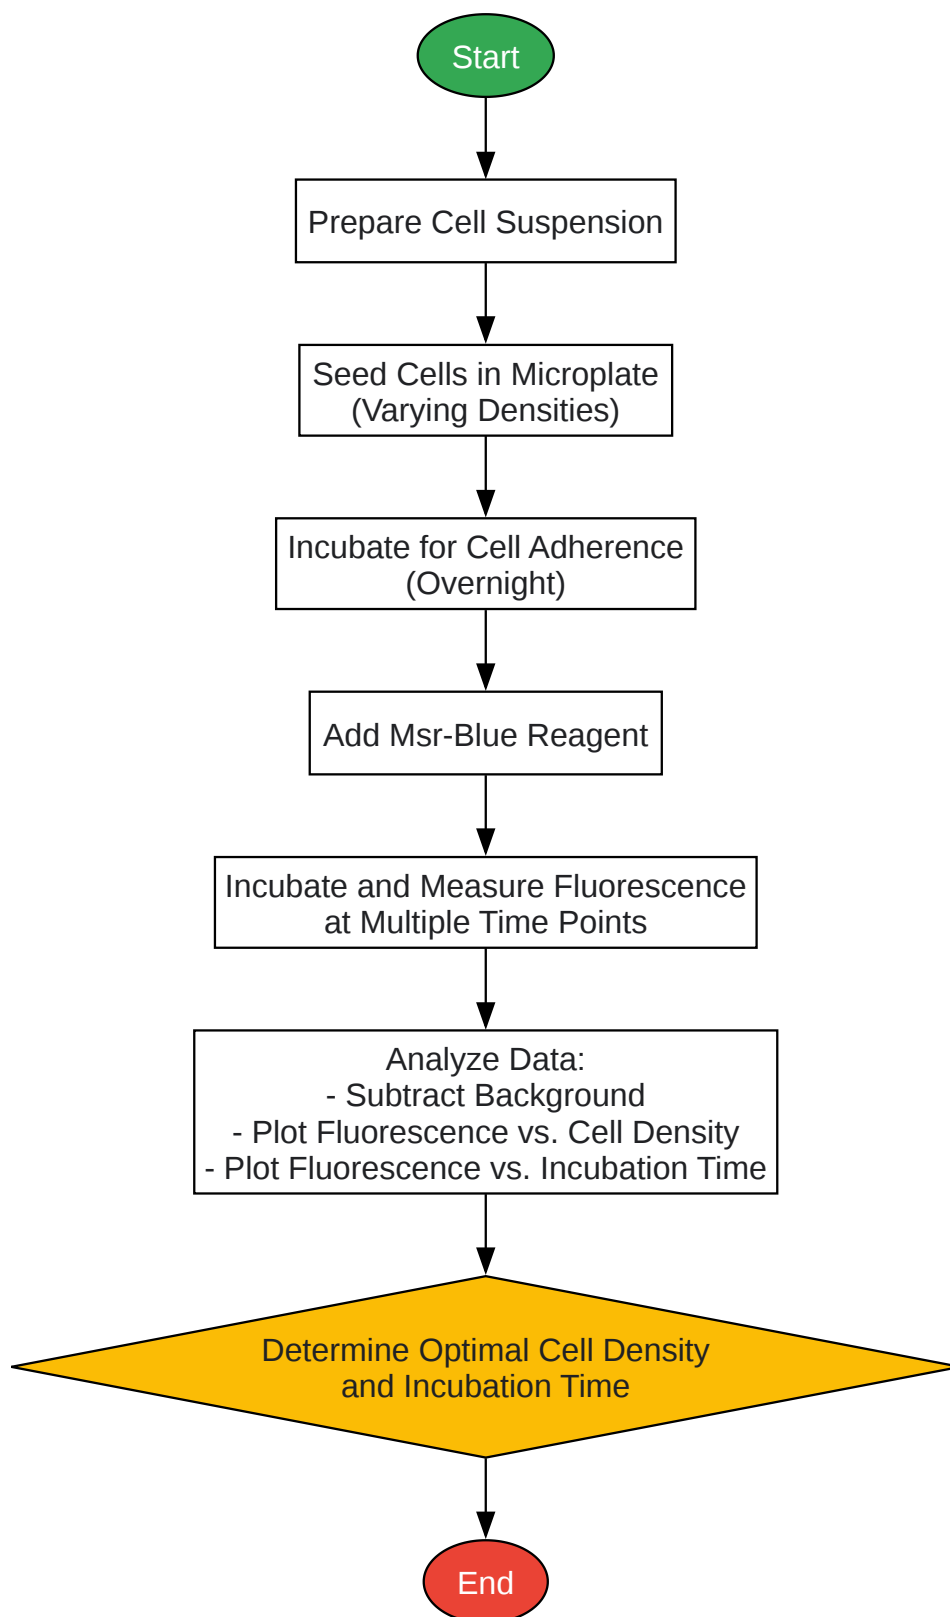 Start
Prepare Cell Suspension
Seed Cells in Microplate
(Varying Densities)
Incubate for Cell Adherence
(Overnight)
Add Msr-Blue Reagent
Incubate and Measure Fluorescence
at Multiple Time Points
Analyze Data:
- Subtract Background
- Plot Fluorescence vs. Cell Density
- Plot Fluorescence vs. Incubation Time
Determine Optimal Cell Density
and Incubation Time
End